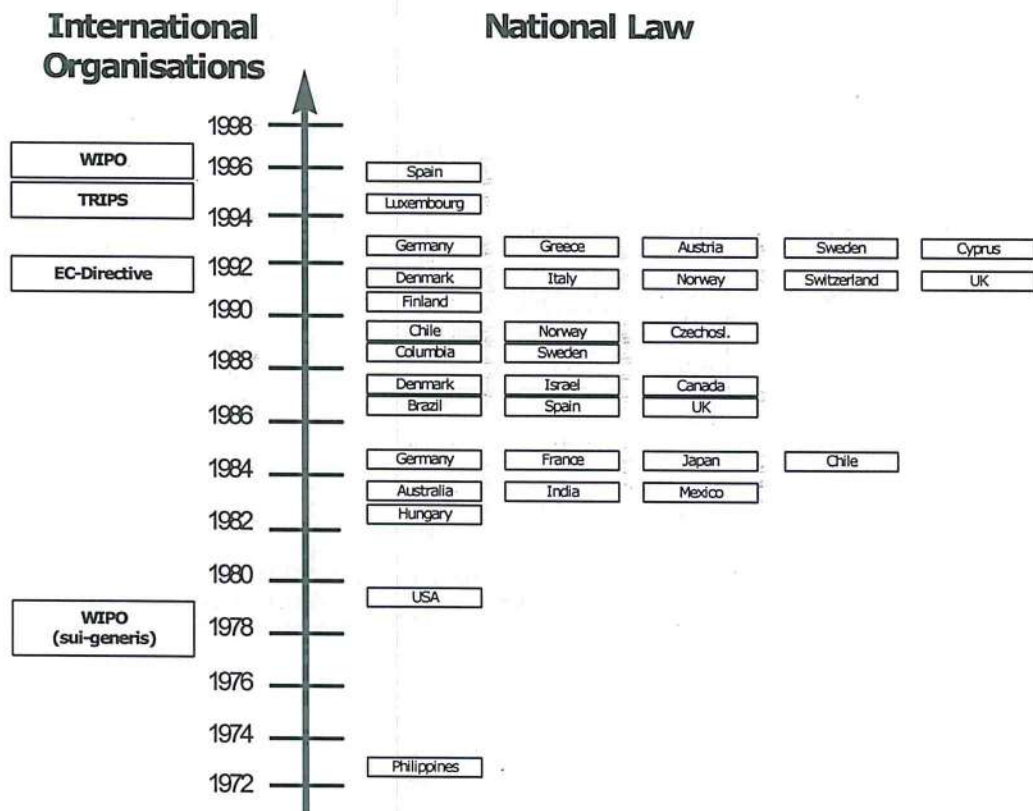 International
Organisations
National Law
1998
WIPO
1996
Spain
TRIPS
Luxembourg
1994
Germany Greece Austria Sweden Cyprus
1992
EC-Directive
Denmark Italy Norway Switzerland UK
Finland
1990
Chile Norway Czechosl.
Columbia Sweden
1988
Denmark Israel Canada
Brazil Spain UK
1986
Germany France Japan Chile
1984
Australia India Mexico
Hungary
1982
1980
USA
WIPO
(sui-generis)
1978
1976
1974
Philippines
1972